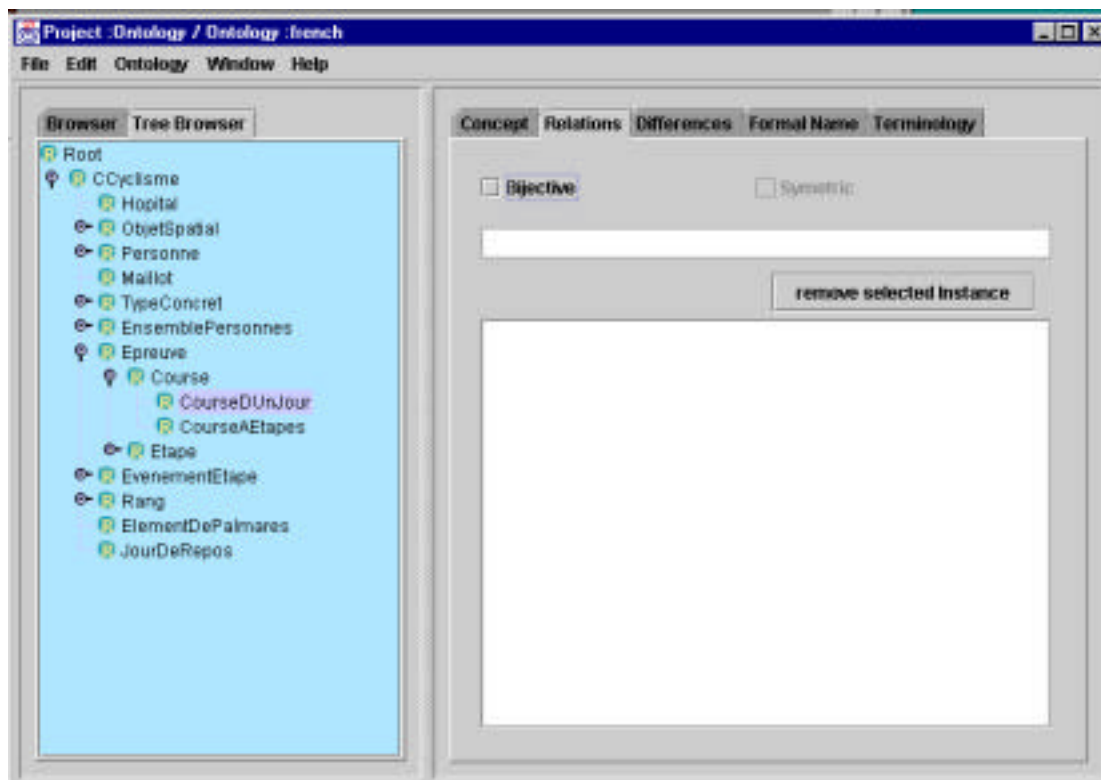 Project :Ontology / Ontology :french
File Edit Ontology Window Help
Browser Tree Browser
Concept Relations Differences Formal Name Terminology
Root
CCyclisme
Hopital
ObjetSpatial
Personne
Maillot
TypeConcret
EnsemblePersonnes
Epreuve
Course
CourseDUnJour
CourseAEtapes
Etape
EvenementEtape
Rang
ElementDePalmares
JourDeRepos
Bijective Symetric
remove selected Instance